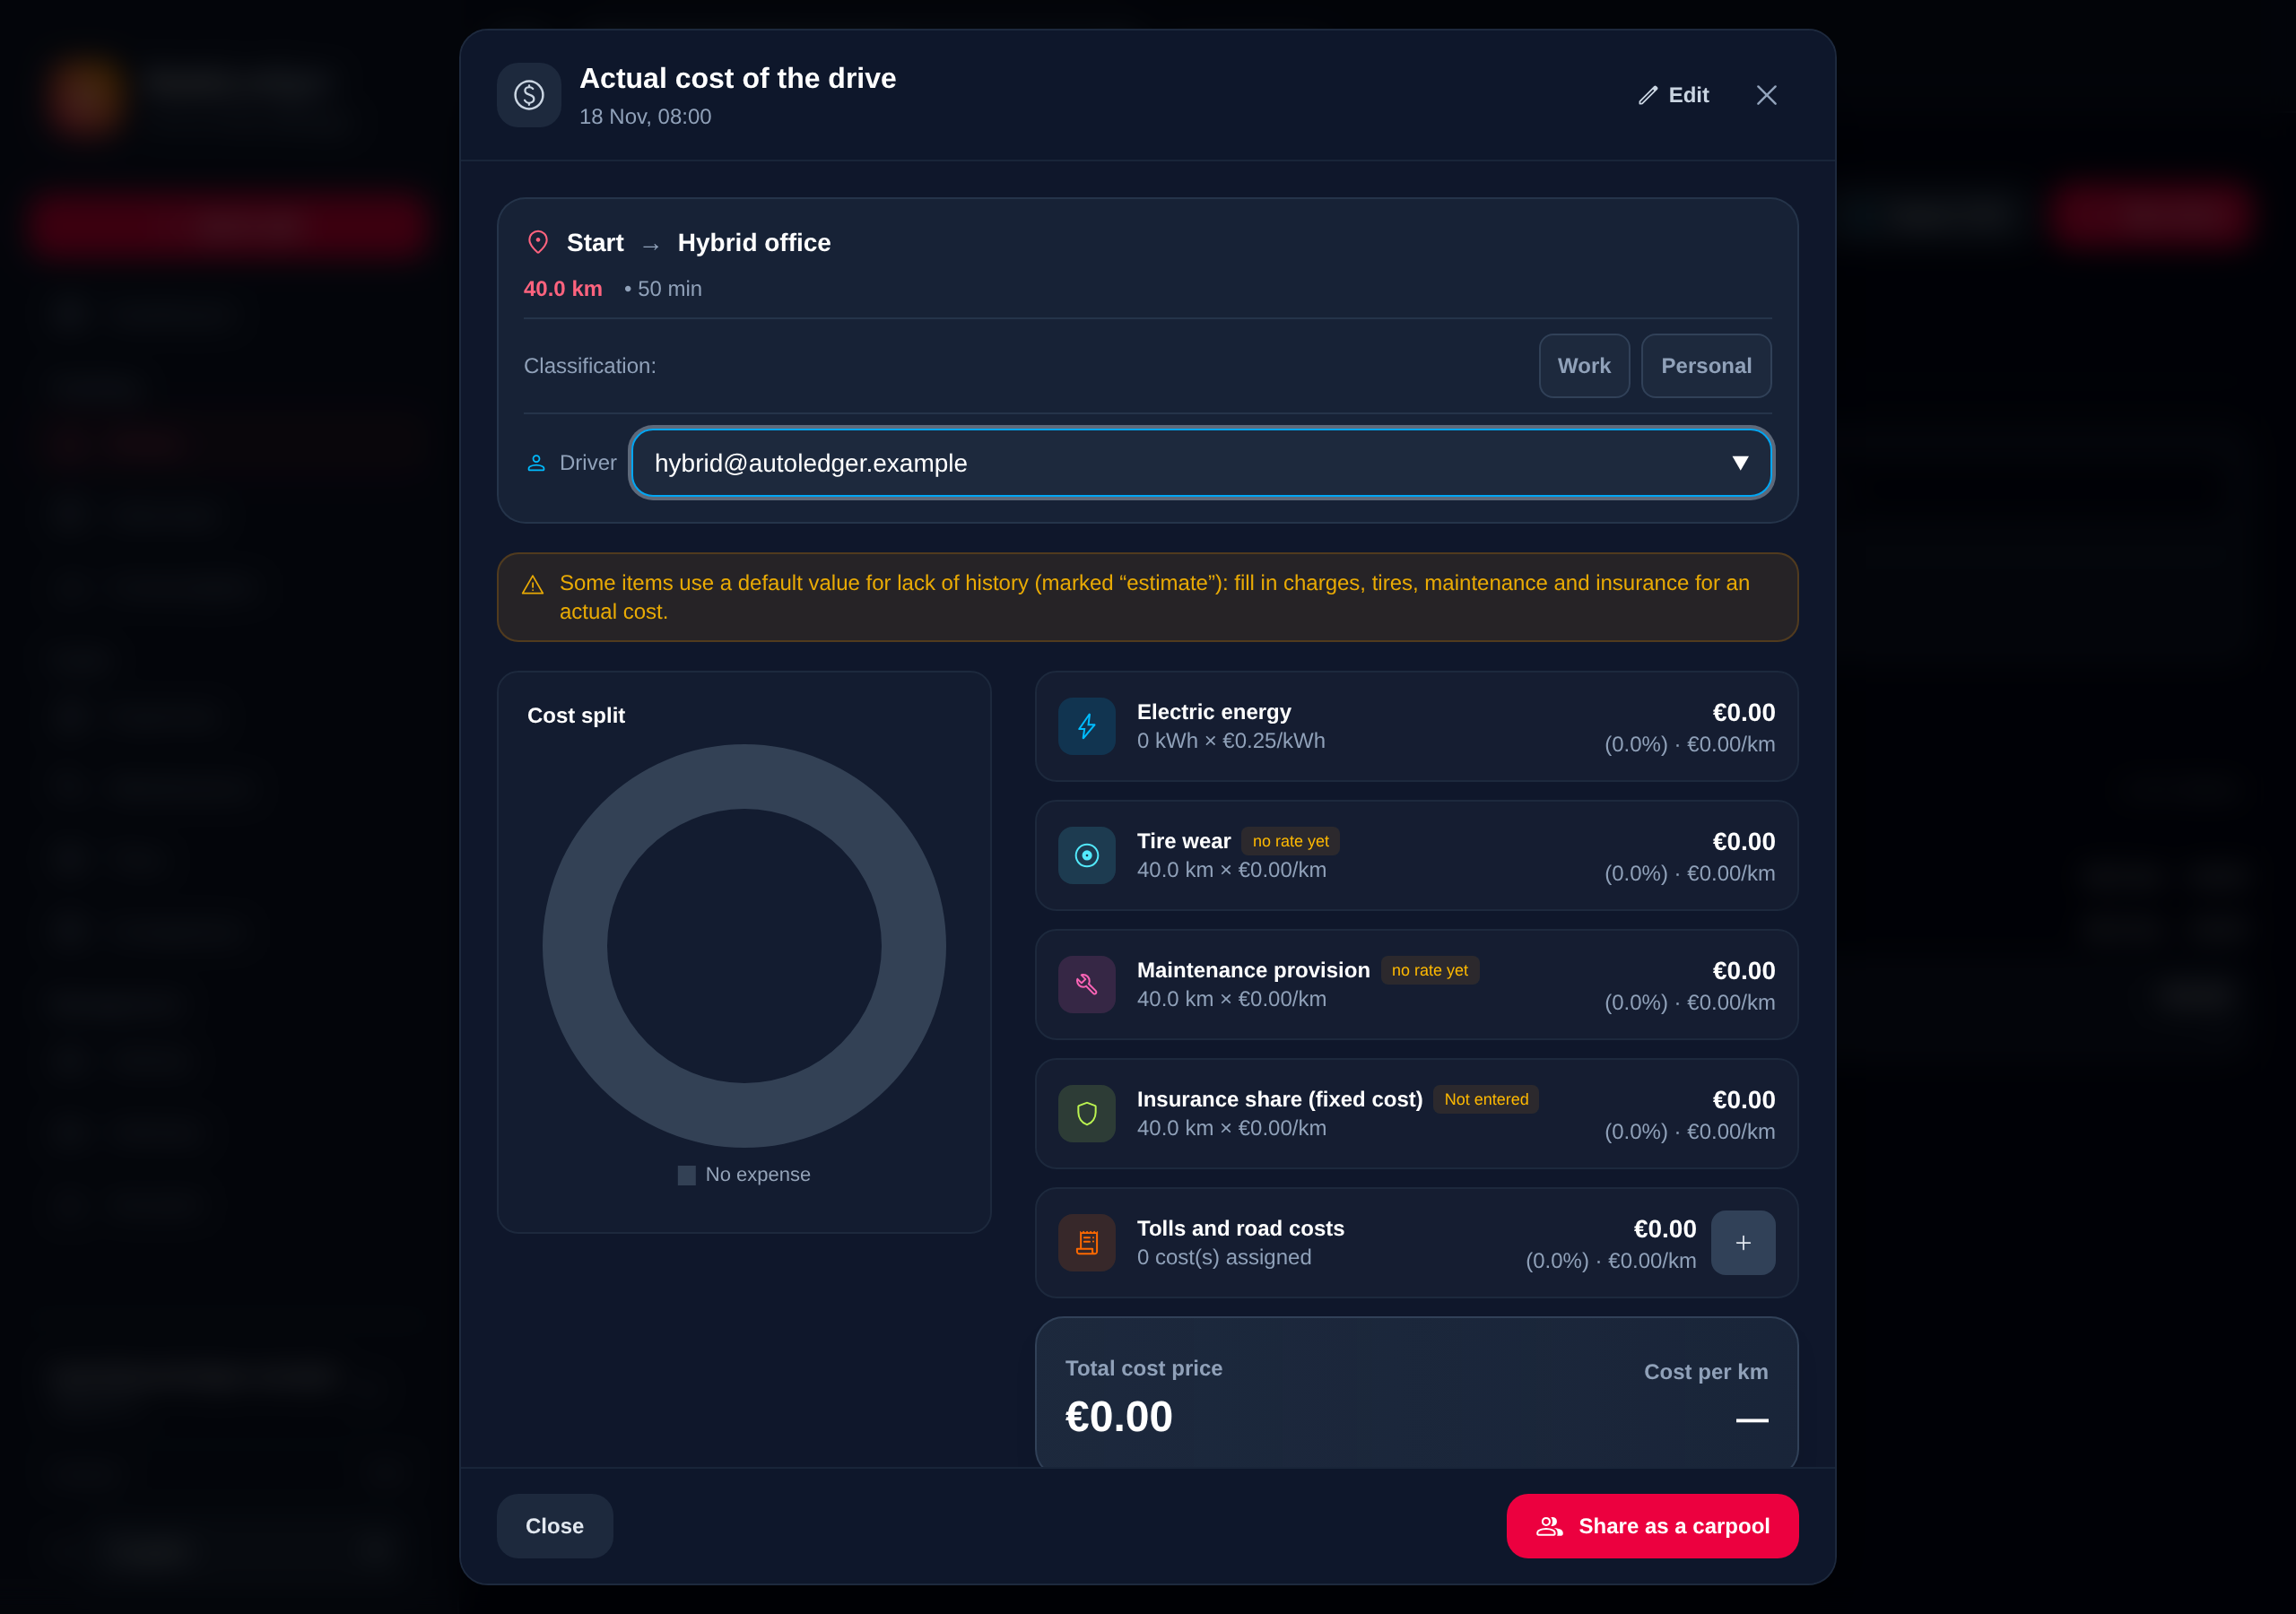 Actual cost of the drive
18 Nov, 08:00
Edit
Start → Hybrid office
40.0 km • 50 min
Classification:
Work
Personal
Driver
hybrid@autoledger.example
Some items use a default value for lack of history (marked “estimate”): fill in charges, tires, maintenance and insurance for an
actual cost.
Cost split
No expense
Electric energy
0 kWh × €0.25/kWh
€0.00
(0.0%) · €0.00/km
Tire wear no rate yet
40.0 km × €0.00/km
€0.00
(0.0%) · €0.00/km
Maintenance provision no rate yet
40.0 km × €0.00/km
€0.00
(0.0%) · €0.00/km
Insurance share (fixed cost) Not entered
40.0 km × €0.00/km
€0.00
(0.0%) · €0.00/km
Tolls and road costs
0 cost(s) assigned
€0.00
(0.0%) · €0.00/km
Total cost price
€0.00
Cost per km
—
Close
Share as a carpool